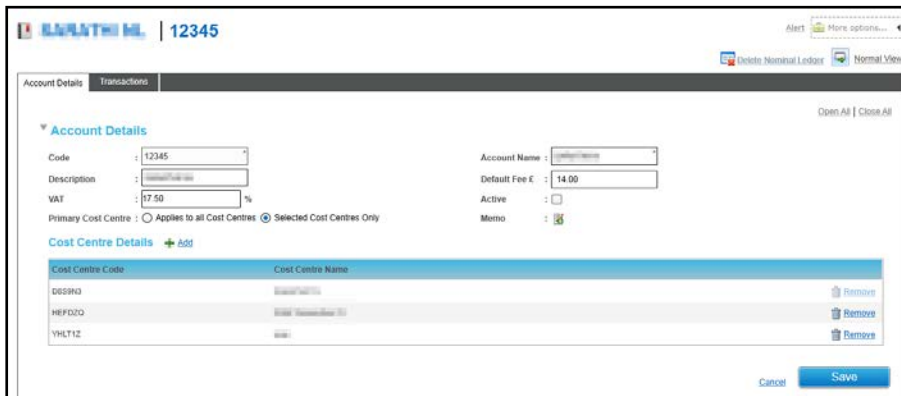 12345
Alert More options...
Delete Nominal Ledger Normal View
Account Details Transactions
Open All | Close All
Account Details
Code : 12345 Account Name :
Description : Default Fee £ : 14.00
VAT : 17.50 % Active :
Primary Cost Centre : Applies to all Cost Centres Selected Cost Centres Only Memo :
Cost Centre Details Add
Cost Centre Code Cost Centre Name
Remove
HEFDZQ Remove
YHLT1Z Remove
Cancel Save